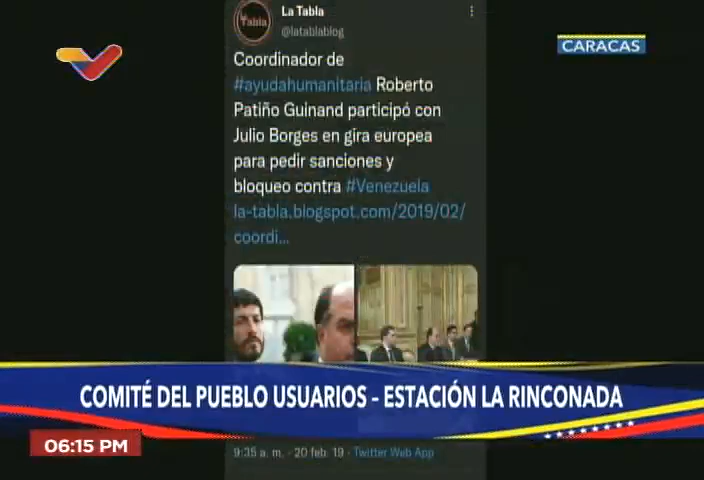 Tabla
La Tabla
@latablablog
CARACAS
Coordinador de
#ayudahumanitaria Roberto
Patiño Guinand participó con
Julio Borges en gira europea
para pedir sanciones y
bloqueo contra #Venezuela
la-tabla.blogspot.com/2019/02/
coordi...
COMITÉ DEL PUEBLO USUARIOS - ESTACIÓN LA RINCONADA
06:15 PM
9:35 a. m. · 20 feb. 19 · Twitter Web App